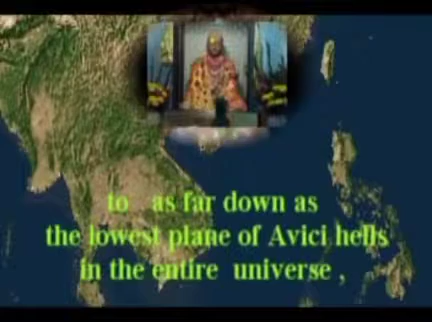 to as far down as
the lowest plane of Avici hells
in the entire universe ,